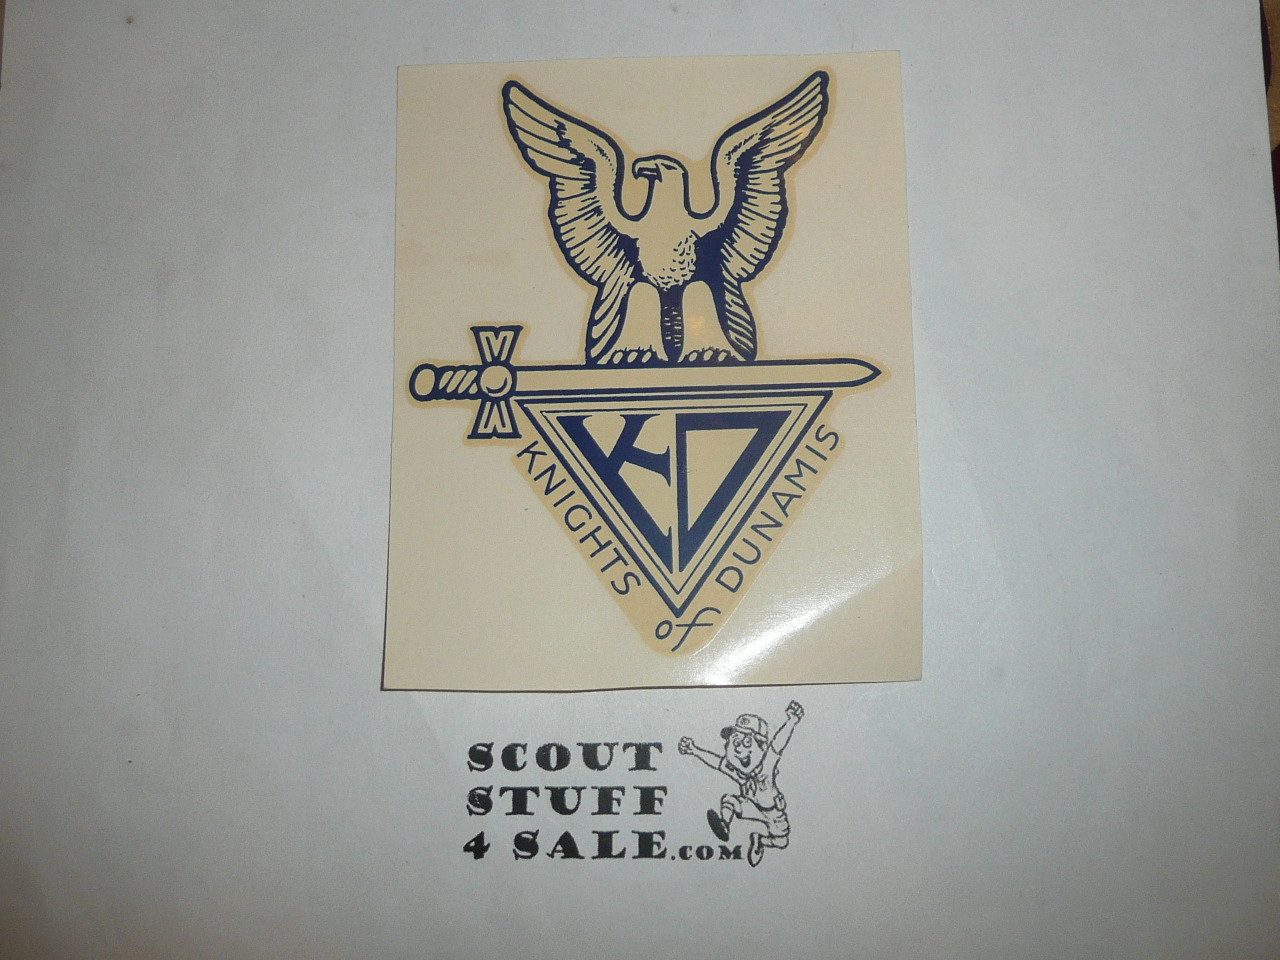 KD
KNIGHTS
of
DUNAMIS
SCOUT
STUFF
4 SALE.COM